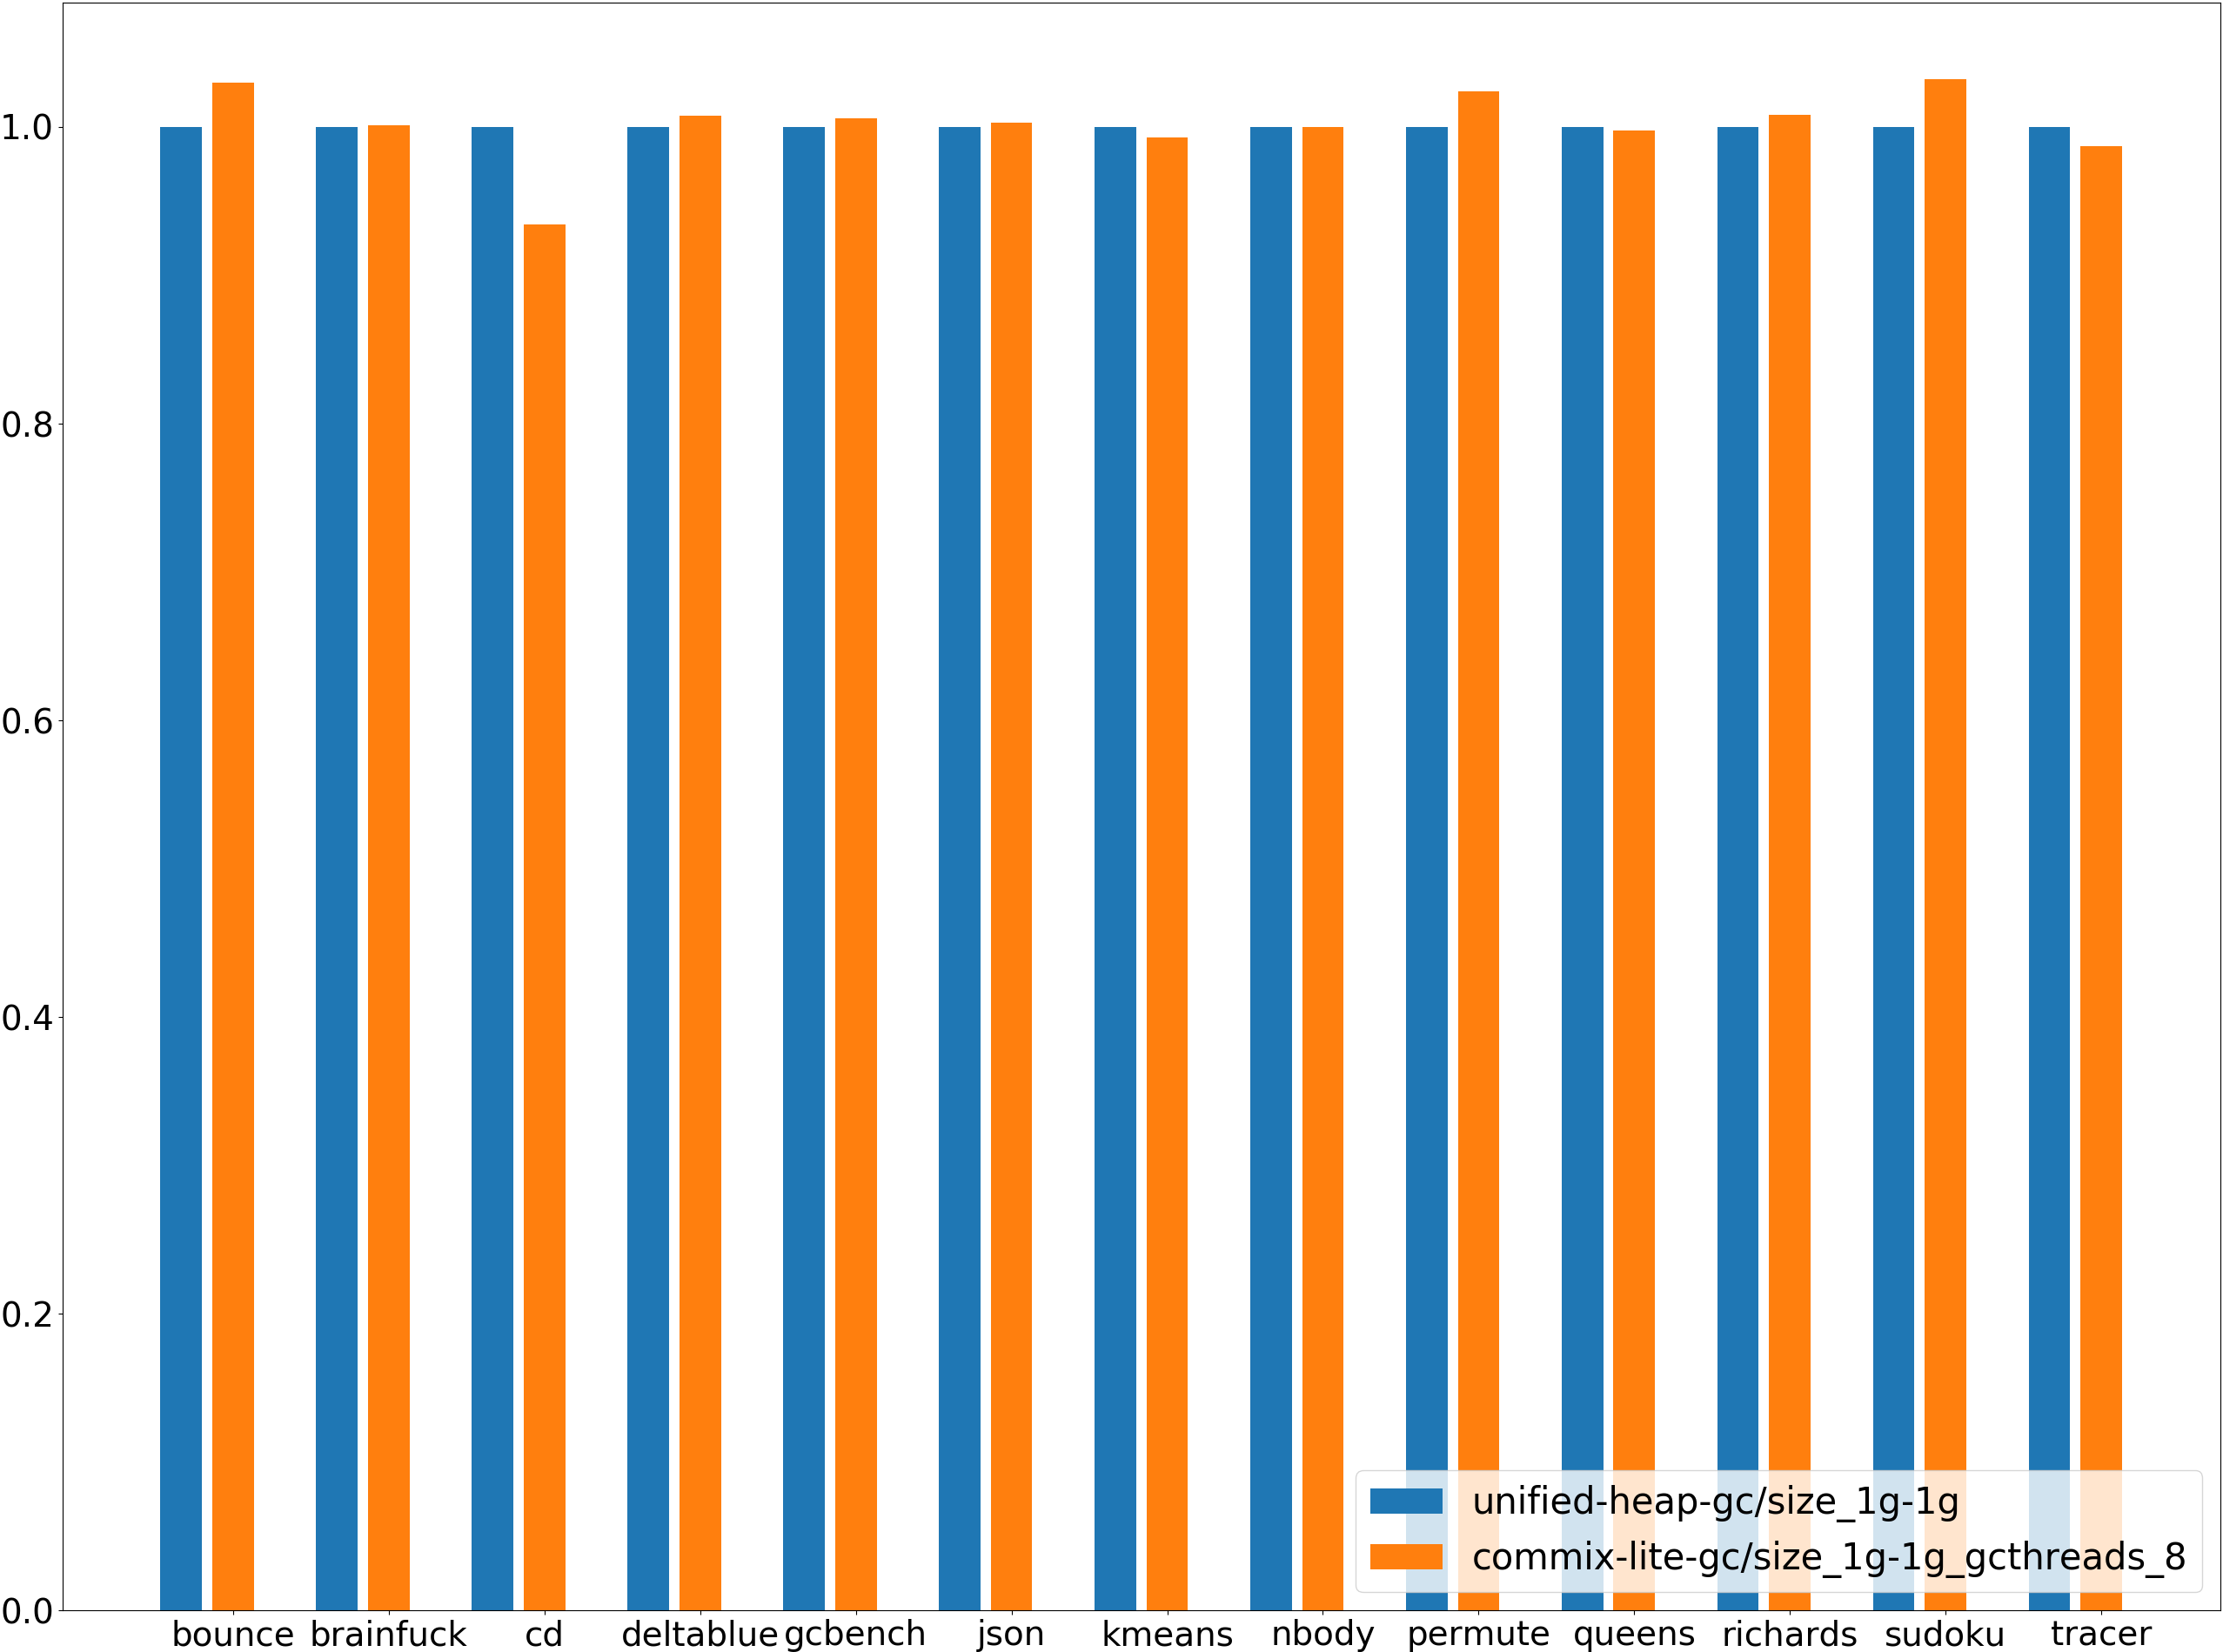 1.0
0.8
0.6
0.4
0.2
0.0
unified-heap-gc/size_1g-1g
commix-lite-gc/size_1g-1g_gcthreads_8
bounce brainfuck cd deltablue gcbench json kmeans nbody permute queens richards sudoku tracer